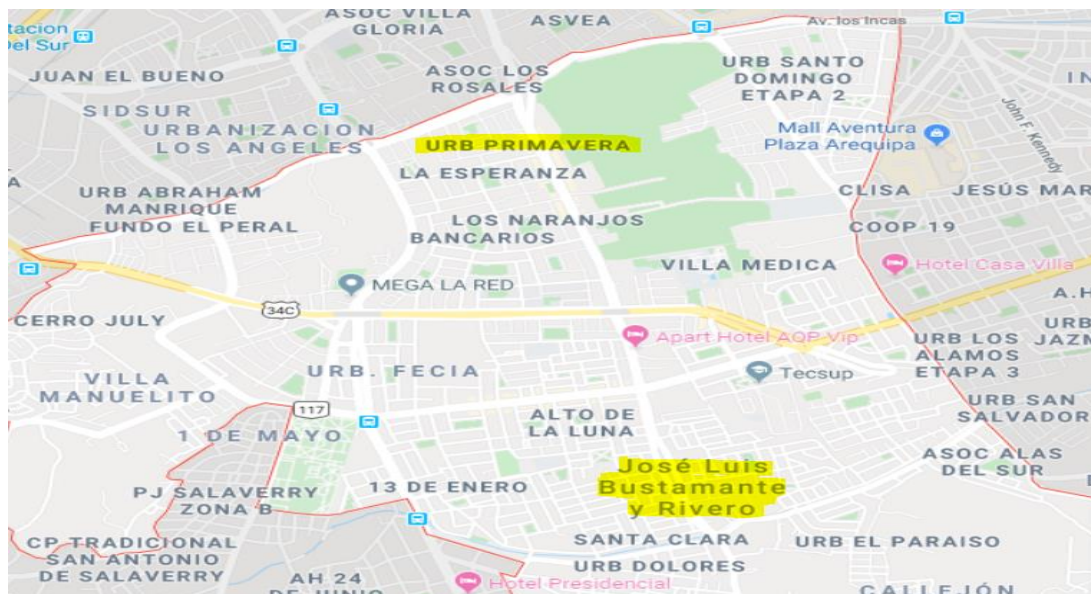 ASOC VILLA
GLORIA
ASVEA
Av. los Incas
tacion
Del Sur
JUAN EL BUENO
ASOC LOS
ROSALES
URB SANTO
DOMINGO
ETAPA 2
IN
SIDSUR
URBANIZACION
LOS ANGELES
URB PRIMAVERA
Mall Aventura
Plaza Arequipa
John F. Kennedy
LA ESPERANZA
URB ABRAHAM
MANRIQUE
FUNDO EL PERAL
CLISA
JESÚS MAR
LOS NARANJOS
BANCARIOS
COOP 19
VILLA MEDICA
Hotel Casa Villa
MEGA LA RED
A.H
34C
CERRO JULY
Apart Hotel AQP Vip
URB LOS
ALAMOS
ETAPA 3
URB
JAZM
VILLA
MANUELITO
URB. FECIA
Tecsup
117
URB SAN
SALVADOR
1 DE MAYO
ALTO DE
LA LUNA
ASOC ALAS
DEL SUR
José Luis
Bustamante
y Rivero
PJ SALAVERRY
ZONA B
13 DE ENERO
CP TRADICIONAL
SAN ANTONIO
DE SALAVERRY
SANTA CLARA
URB EL PARAISO
URB DOLORES
AH 24
DE JUNIO
Hotel Presidencial
CALLEJÓN